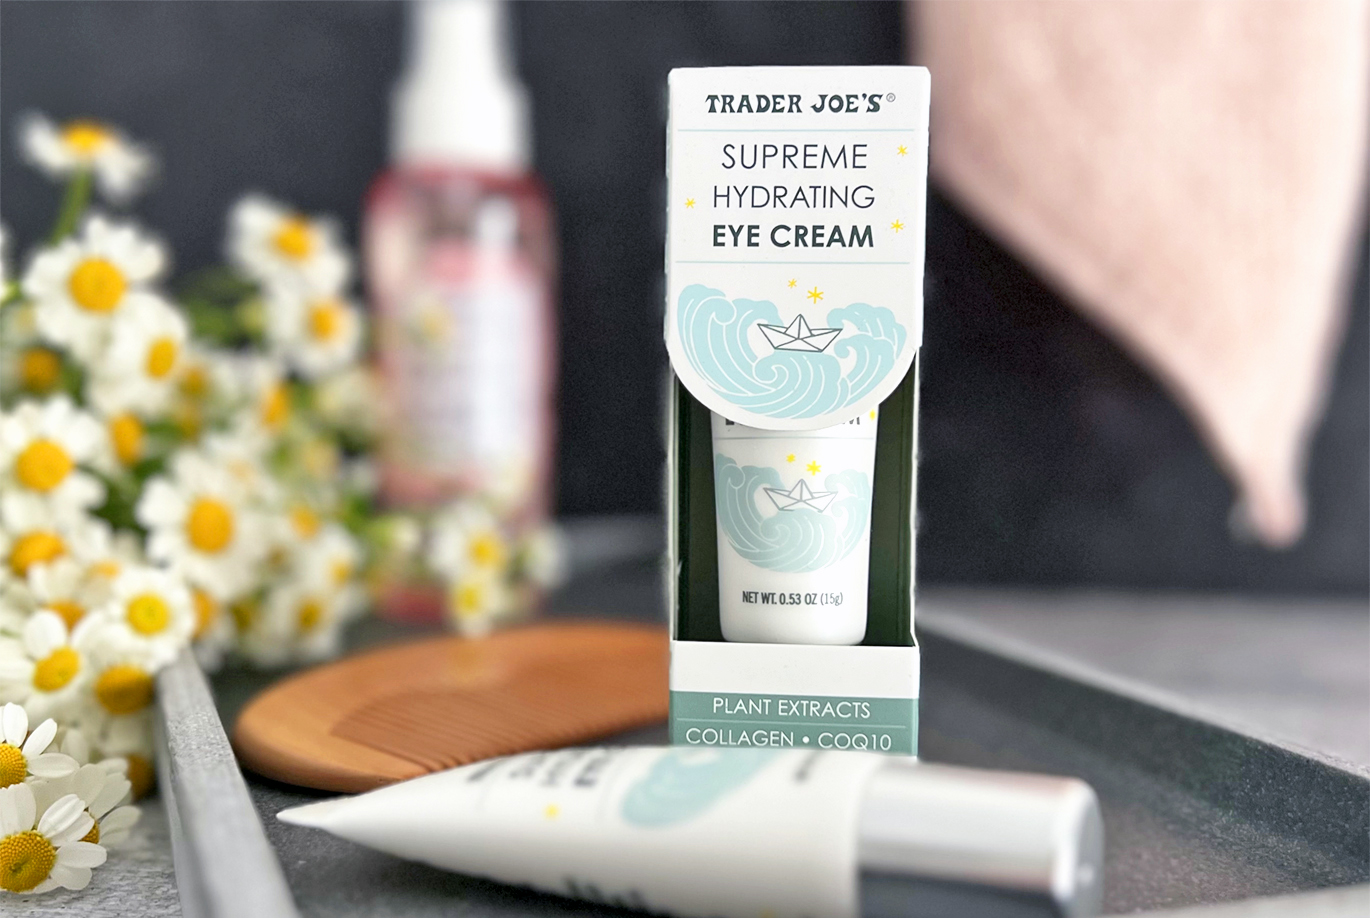 TRADER JOE'S®
SUPREME
HYDRATING
EYE CREAM
NET WT. 0.53 OZ (15g)
PLANT EXTRACTS
COLLAGEN • COQ10